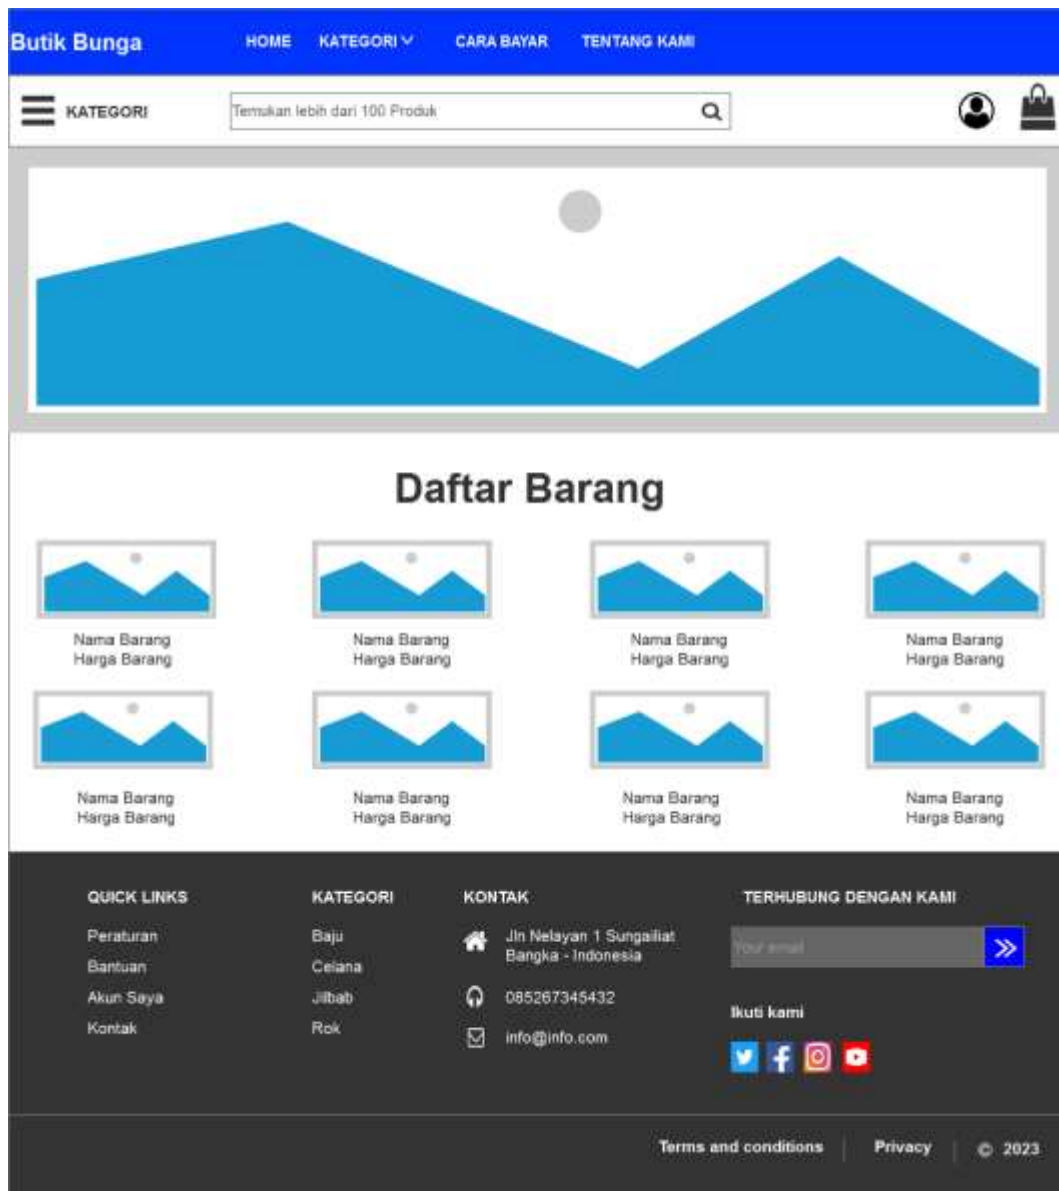 Butik Bunga
HOME KATEGORI CARA BAYAR TENTANG KAMI
KATEGORI
Temukan lebih dari 100 Produk
Daftar Barang
Nama Barang
Harga Barang
Nama Barang
Harga Barang
Nama Barang
Harga Barang
Nama Barang
Harga Barang
Nama Barang
Harga Barang
Nama Barang
Harga Barang
Nama Barang
Harga Barang
Nama Barang
Harga Barang
QUICK LINKS
Peraturan
Bantuan
Akun Saya
Kontak
KATEGORI
Baju
Celana
Jilbab
Rok
KONTAK
Jln Nelayan 1 Sungailiat
Bangka - Indonesia
085267345432
info@info.com
TERHUBUNG DENGAN KAMI
Your email
Ikuti kami
Terms and conditions Privacy © 2023